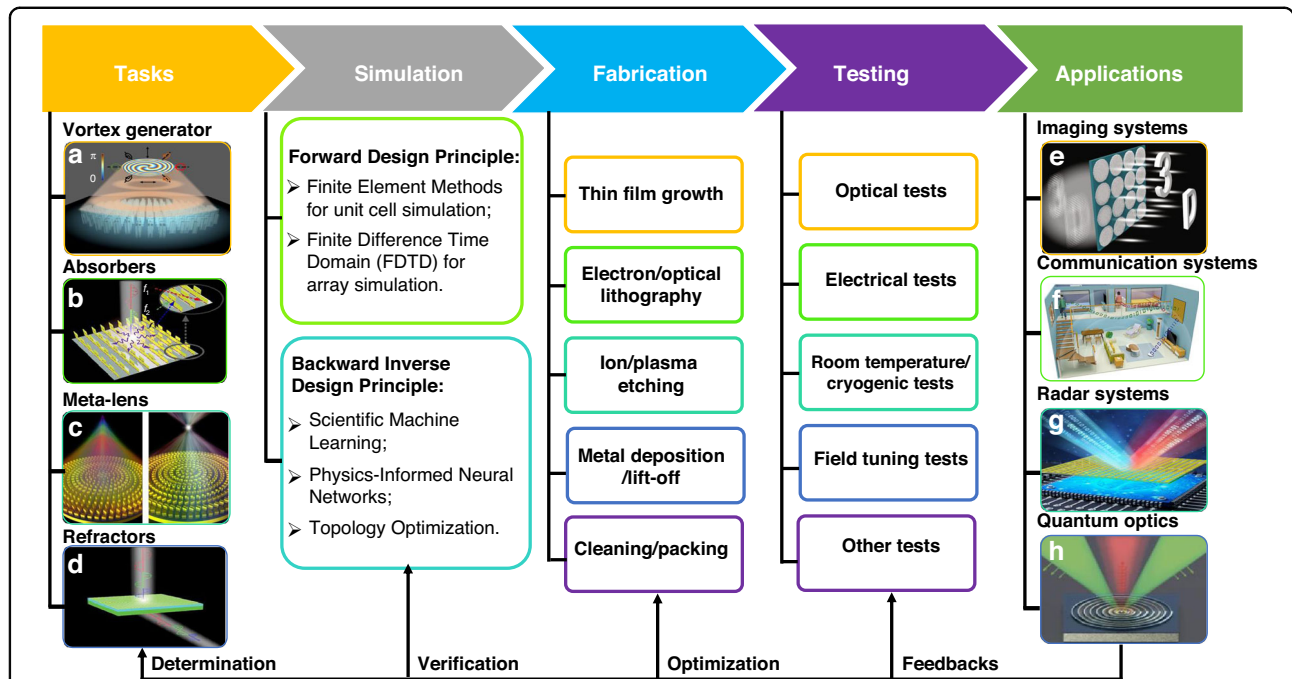 Tasks
Simulation
Fabrication
Testing
Applications
Vortex generator
a
π
0
Absorbers
b
f1
f2
Meta-lens
c
Refractors
d
Forward Design Principle:
➢ Finite Element Methods
for unit cell simulation;
➢ Finite Difference Time
Domain (FDTD) for
array simulation.
Backward Inverse
Design Principle:
➢ Scientific Machine
Learning;
➢ Physics-Informed Neural
Networks;
➢ Topology Optimization.
Thin film growth
Electron/optical
lithography
Ion/plasma
etching
Metal deposition
/lift-off
Cleaning/packing
Optical tests
Electrical tests
Room temperature/
cryogenic tests
Field tuning tests
Other tests
Imaging systems
e
3
D
Communication systems
f
Radar systems
g
Quantum optics
h
Determination
Verification
Optimization
Feedbacks